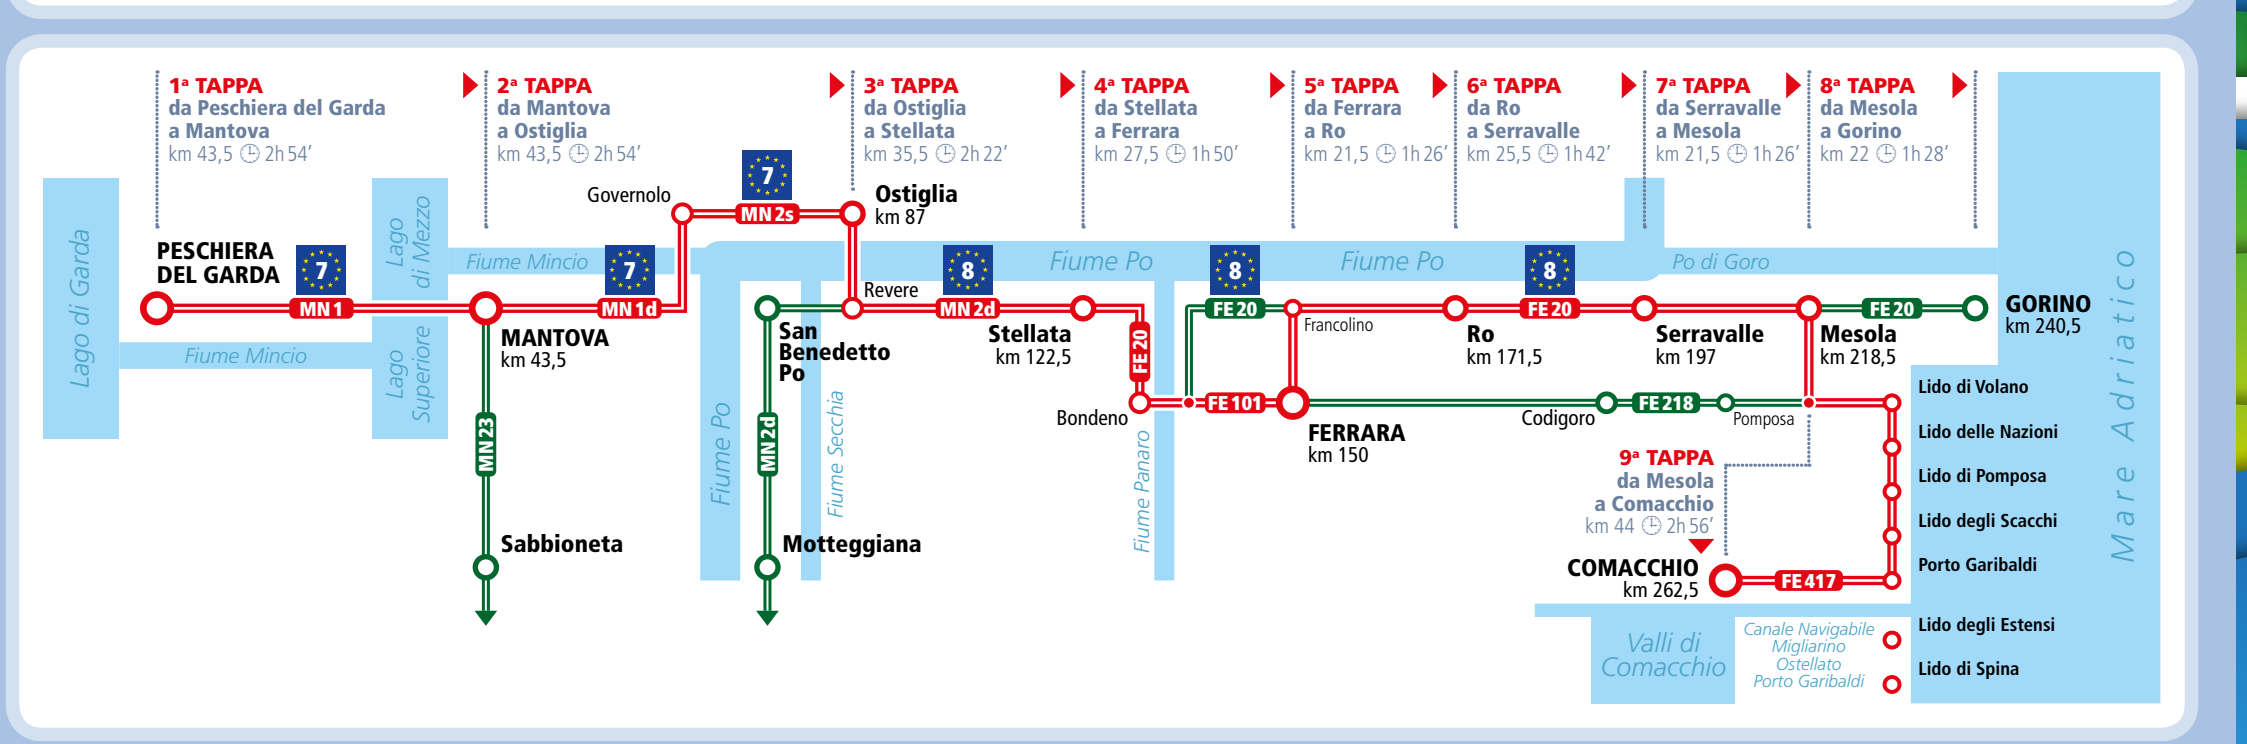 1ª TAPPA
da Peschiera del Garda
a Mantova
km 43,5 2h 54’
2ª TAPPA
da Mantova
a Ostiglia
km 43,5 2h 54’
3ª TAPPA
da Ostiglia
a Stellata
km 35,5 2h 22’
4ª TAPPA
da Stellata
a Ferrara
km 27,5 1h 50’
5ª TAPPA
da Ferrara
a Ro
km 21,5 1h 26’
6ª TAPPA
da Ro
a Serravalle
km 25,5 1h 42’
7ª TAPPA
da Serravalle
a Mesola
km 21,5 1h 26’
8ª TAPPA
da Mesola
a Gorino
km 22 1h 28’
Lago di Garda
PESCHIERA
DEL GARDA
7
MN 1
Fiume Mincio
Lago
di Mezzo
Lago
Superiore
Fiume Mincio
MANTOVA
km 43,5
7
MN 1d
Governolo
7
MN 2s
Ostiglia
km 87
MN 23
Sabbioneta
Fiume Po
San
Benedetto
Po
MN 2d
Motteggiana
Fiume Secchia
Revere
8
MN 2d
Stellata
km 122,5
Fiume Po
FE 20
Bondeno
Fiume Panaro
8
FE 20
FE 101
Francolino
FERRARA
km 150
Fiume Po
Ro
km 171,5
8
FE 20
Serravalle
km 197
Po di Goro
Mesola
km 218,5
FE 20
GORINO
km 240,5
Codigoro
FE 218
Pomposa
9ª TAPPA
da Mesola
a Comacchio
km 44 2h 56’
COMACCHIO
km 262,5
FE 417
Lido di Volano
Lido delle Nazioni
Lido di Pomposa
Lido degli Scacchi
Porto Garibaldi
Lido degli Estensi
Lido di Spina
Mare Adriatico
Valli di
Comacchio
Canale Navigabile
Migliarino
Ostellato
Porto Garibaldi